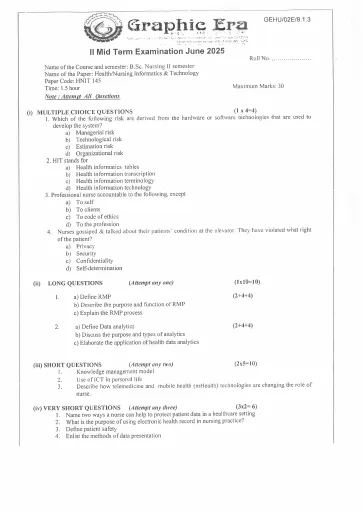 GEHU/02E/9.1.3
Graphic Era
II Mid Term Examination June 2025
Roll No. ....................
Name of the Course and semester: B.Sc. Nursing II semester
Name of the Paper: Health/Nursing Informatics & Technology
Paper Code: HNIT 145
Time: 1.5 hour Maximum Marks: 30
Note : Attempt All Questions
(i) MULTIPLE CHOICE QUESTIONS (1 x 4=4)
1. Which of the following risk are derived from the hardware or software technologies that are used to
develop the system?
a) Managerial risk
b) Technological risk
c) Estimation risk
d) Organizational risk
2. HIT stands for
a) Health informatics tables
b) Health information transcription
c) Health information terminology
d) Health information technology
3. Professional nurse accountable to the following, except
a) To self
b) To clients
c) To code of ethics
d) To the profession
4. Nurses gossiped & talked about their patients' condition at the elevator. They have violated what right
of the patient?
a) Privacy
b) Security
c) Confidentiality
d) Self-determination
(ii) LONG QUESTIONS (Attempt any one) (1x10=10)
1. a) Define RMP (2+4+4)
b) Describe the purpose and function of RMP
c) Explain the RMP process
2. a) Define Data analytics (2+4+4)
b) Discuss the purpose and types of analytics
c) Elaborate the application of health data analytics
(iii) SHORT QUESTIONS (Attempt any two) (2x5=10)
1. Knowledge management model
2. Use of ICT in personal life
3. Describe how telemedicine and mobile health (mHealth) technologies are changing the role of
nurse.
(iv) VERY SHORT QUESTIONS (Attempt any three) (3x2= 6)
1. Name two ways a nurse can help to protect patient data in a healthcare setting
2. What is the purpose of using electronic health record in nursing practice?
3. Define patient safety
4. Enlist the methods of data presentation